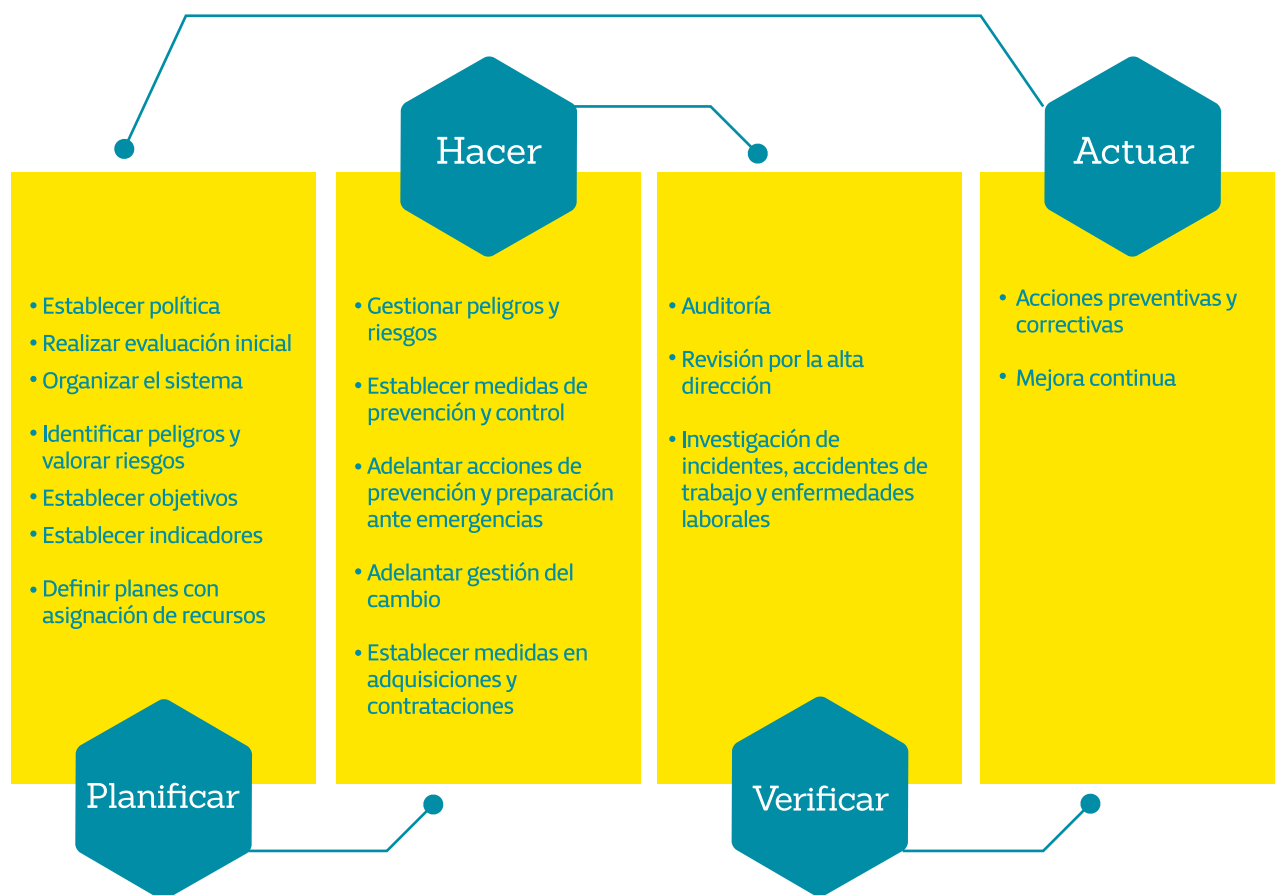 Planificar
• Establecer política
• Realizar evaluación inicial
• Organizar el sistema
• Identificar peligros y
valorar riesgos
• Establecer objetivos
• Establecer indicadores
• Definir planes con
asignación de recursos
Hacer
• Gestionar peligros y
riesgos
• Establecer medidas de
prevención y control
• Adelantar acciones de
prevención y preparación
ante emergencias
• Adelantar gestión del
cambio
• Establecer medidas en
adquisiciones y
contrataciones
Verificar
• Auditoría
• Revisión por la alta
dirección
• Investigación de
incidentes, accidentes de
trabajo y enfermedades
laborales
Actuar
• Acciones preventivas y
correctivas
• Mejora continua